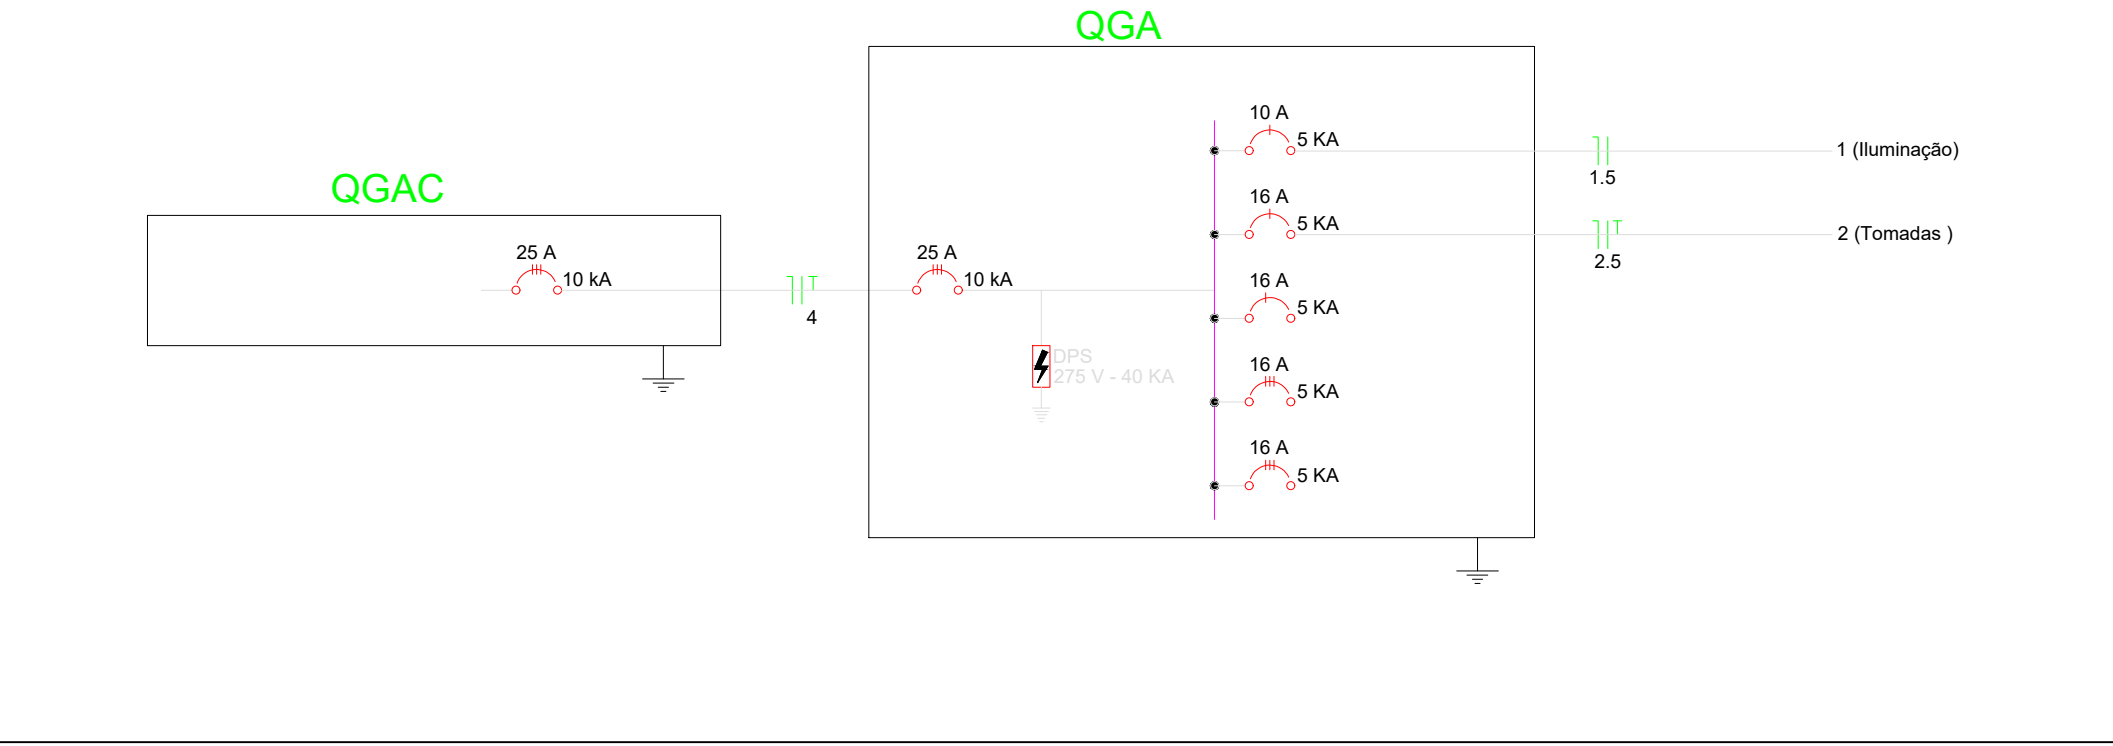 QGA
QGAC
25 A
10 kA
4
25 A
10 kA
DPS
275 V - 40 KA
10 A
5 KA
1.5
1 (Iluminação)
16 A
5 KA
2.5
2 (Tomadas )
16 A
5 KA
16 A
5 KA
16 A
5 KA